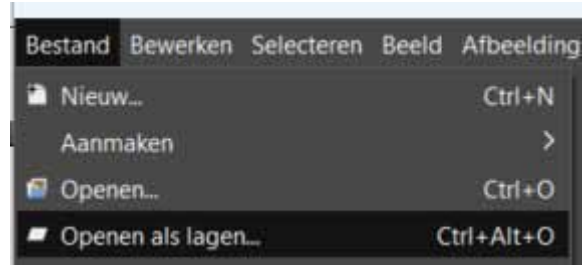 Bestand Bewerken Selecteren Beeld Afbeelding
Nieuw... Ctrl+N
Aanmaken >
Openen... Ctrl+O
Openen als lagen... Ctrl+Alt+O